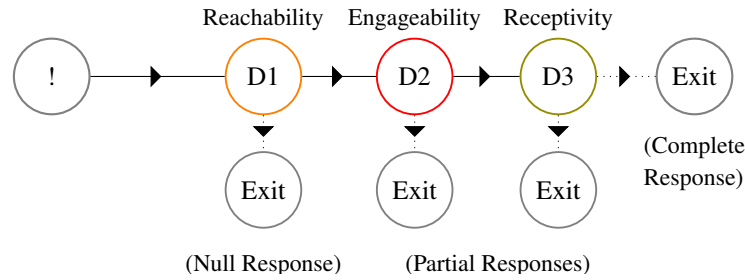 Reachability Engageability Receptivity
! D1 D2 D3 Exit
(Complete
Response)
Exit Exit Exit
(Null Response) (Partial Responses)